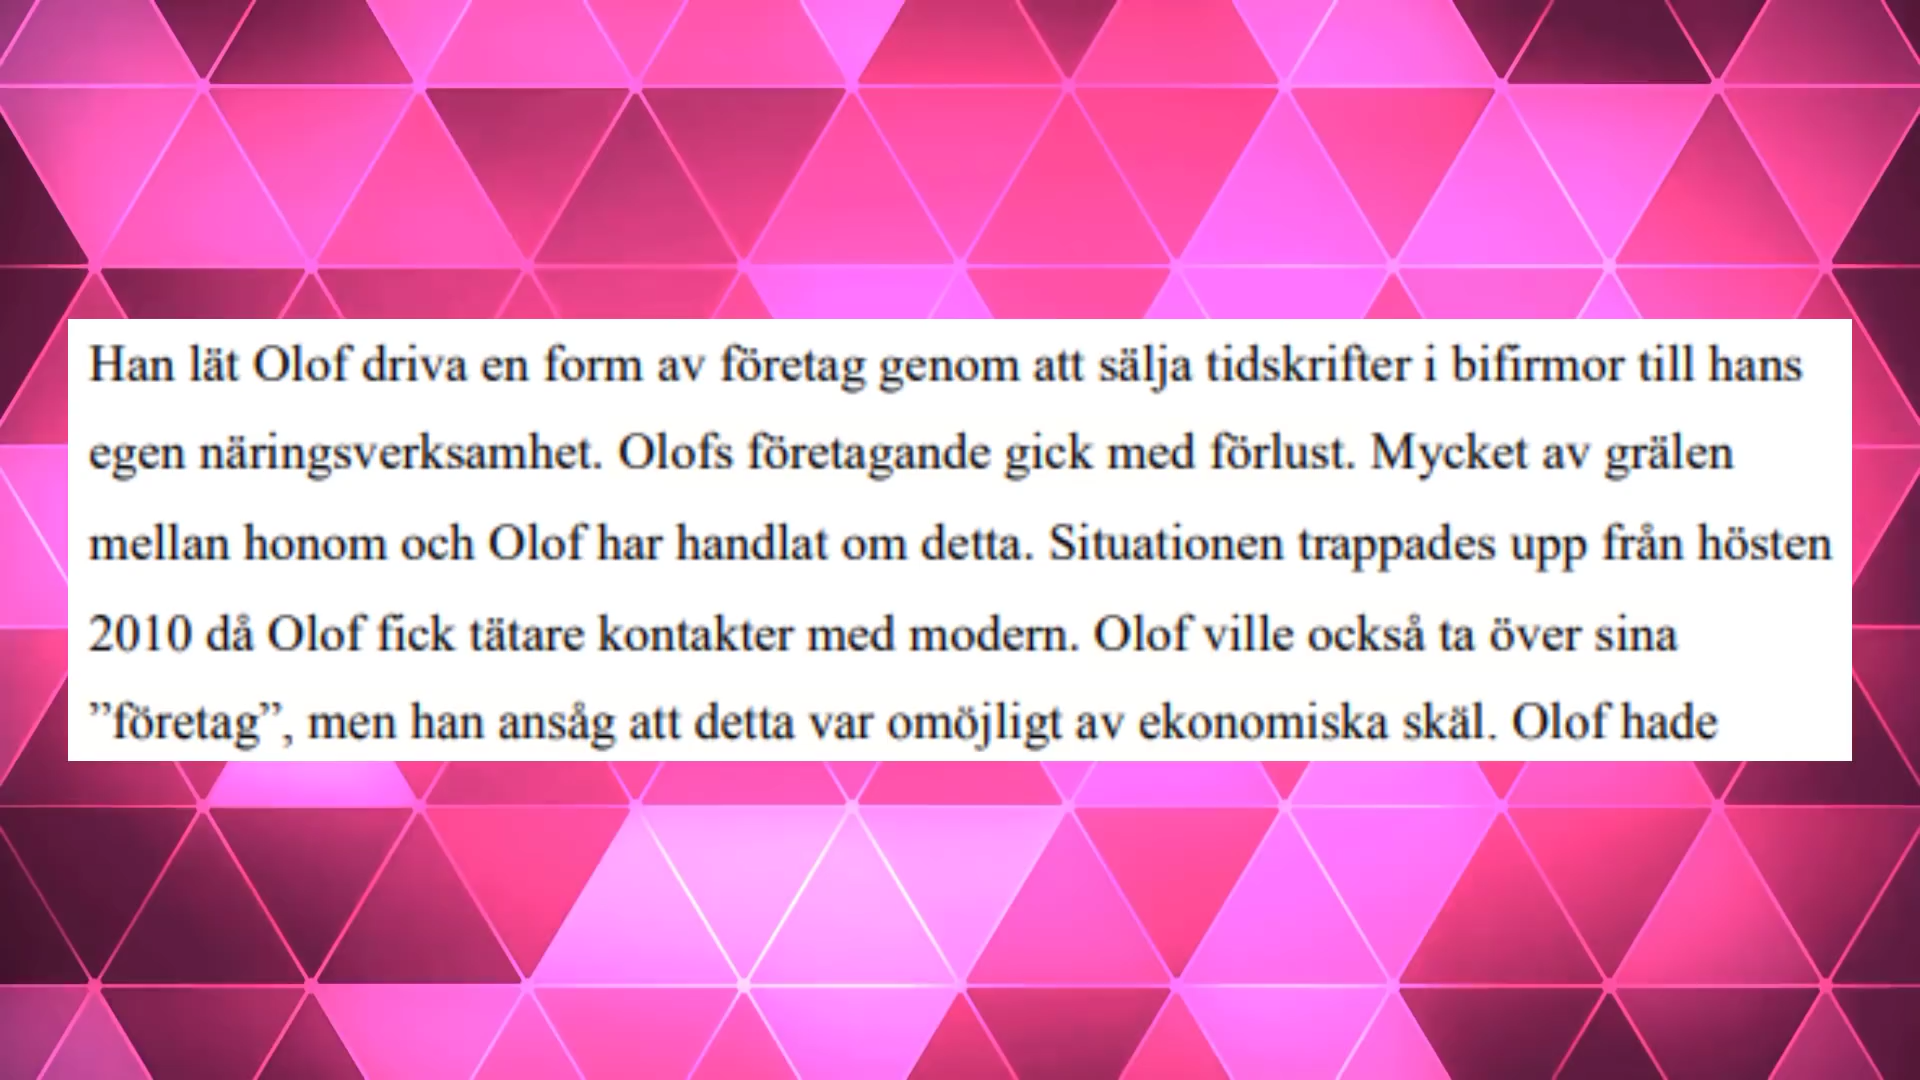 Han lät Olof driva en form av företag genom att sälja tidskrifter i bifirmor till hans
egen näringsverksamhet. Olofs företagande gick med förlust. Mycket av grälen
mellan honom och Olof har handlat om detta. Situationen trappades upp från hösten
2010 då Olof fick tätare kontakter med modern. Olof ville också ta över sina
”företag”, men han ansåg att detta var omöjligt av ekonomiska skäl. Olof hade